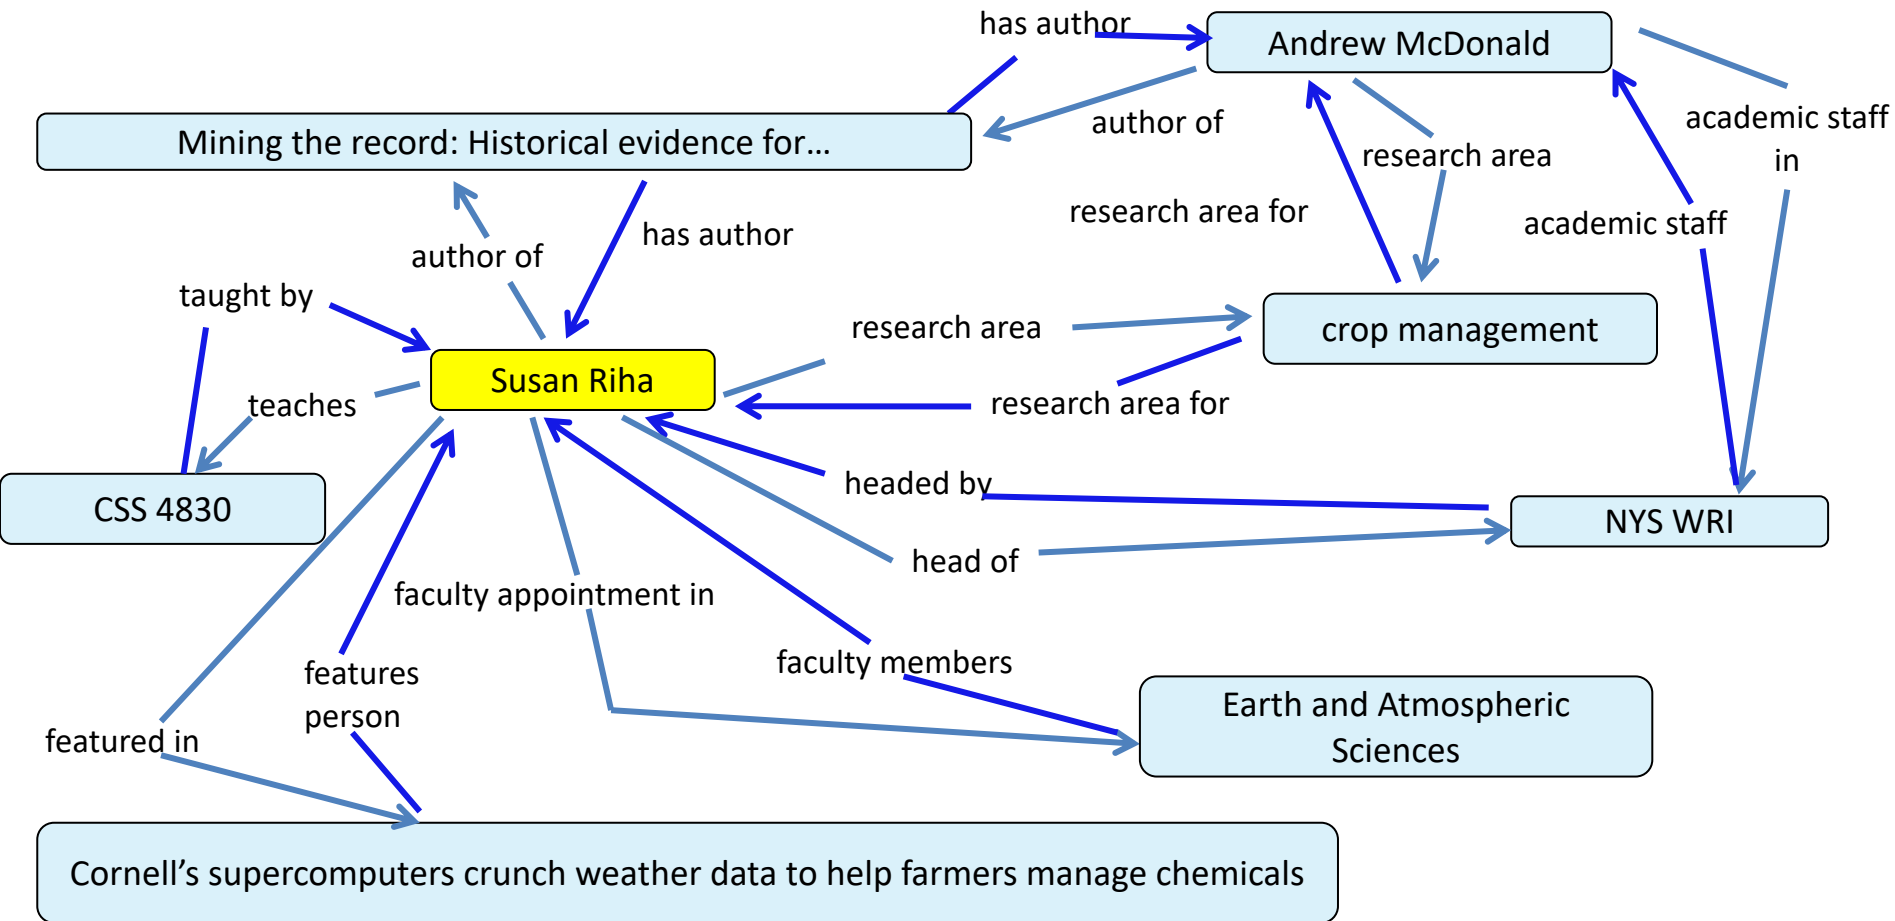 has author
Andrew McDonald
Mining the record: Historical evidence for…
author of
academic staff
in
research area
research area for
academic staff
author of
has author
taught by
research area
crop management
Susan Riha
teaches
research area for
headed by
CSS 4830
NYS WRI
head of
faculty appointment in
faculty members
features
person
featured in
Earth and Atmospheric
Sciences
Cornell’s supercomputers crunch weather data to help farmers manage chemicals